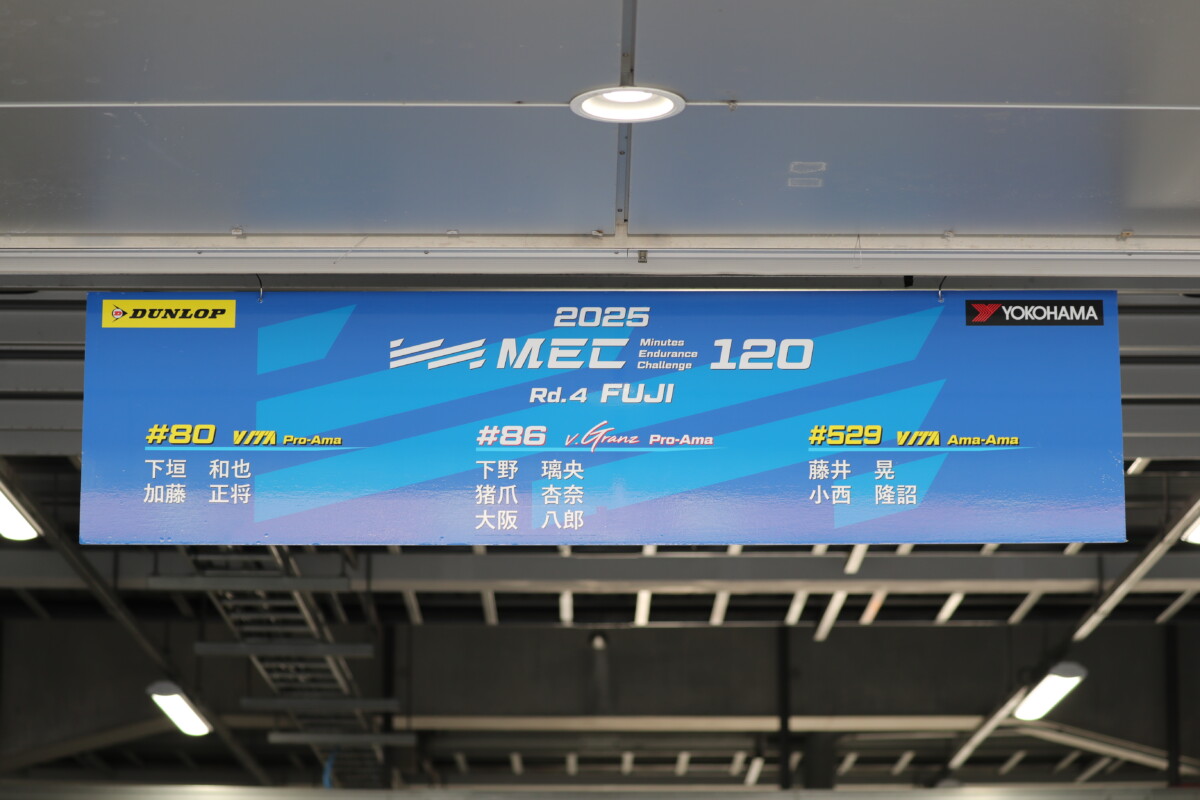 DUNLOP
YOKOHAMA
2025
MEC Minutes Endurance Challenge 120
Rd.4 FUJI
#80 VITA Pro-Ama
下垣 和也
加藤 正将
#86 v.Granz Pro-Ama
下野 璃央
猪爪 杏奈
大阪 八郎
#529 VITA Ama-Ama
藤井 晃
小西 隆詔